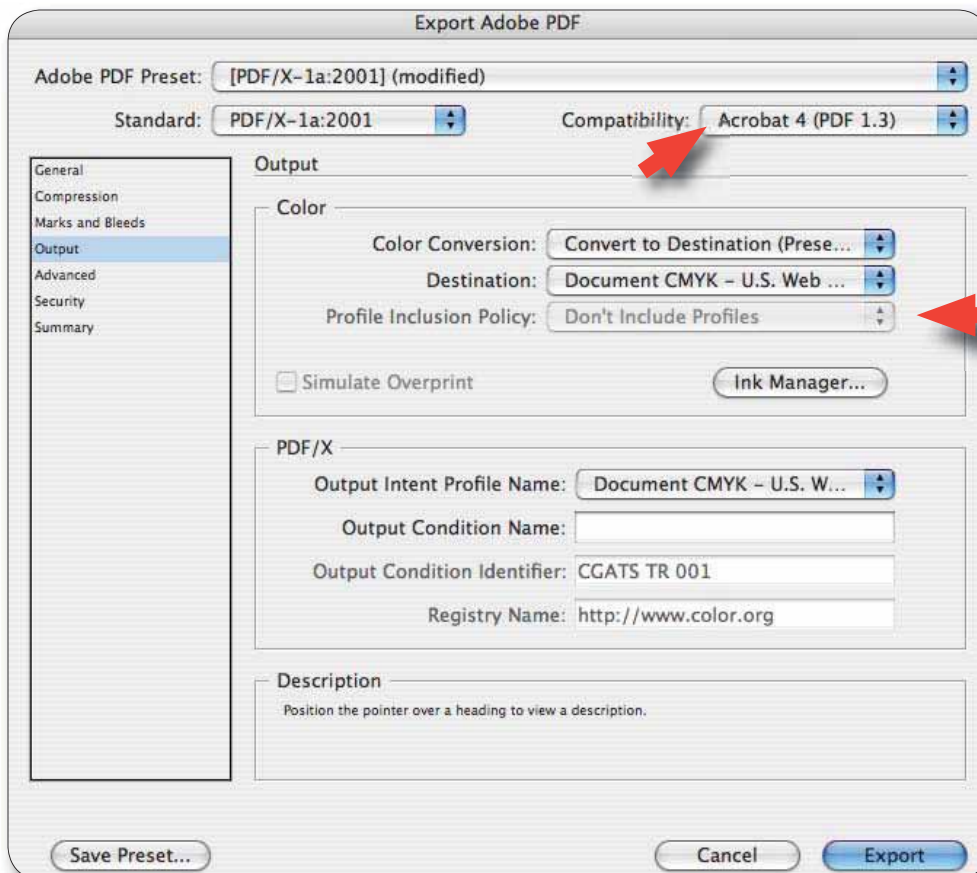 Export Adobe PDF
Adobe PDF Preset: [PDF/X-1a:2001] (modified)
Standard: PDF/X-1a:2001 Compatibility: Acrobat 4 (PDF 1.3)
General
Compression
Marks and Bleeds
Output
Advanced
Security
Summary
Output
Color
Color Conversion: Convert to Destination (Prese...
Destination: Document CMYK – U.S. Web ...
Profile Inclusion Policy: Don't Include Profiles
Simulate Overprint Ink Manager...
PDF/X
Output Intent Profile Name: Document CMYK – U.S. W...
Output Condition Name:
Output Condition Identifier: CGATS TR 001
Registry Name: http://www.color.org
Description
Position the pointer over a heading to view a description.
Save Preset... Cancel Export